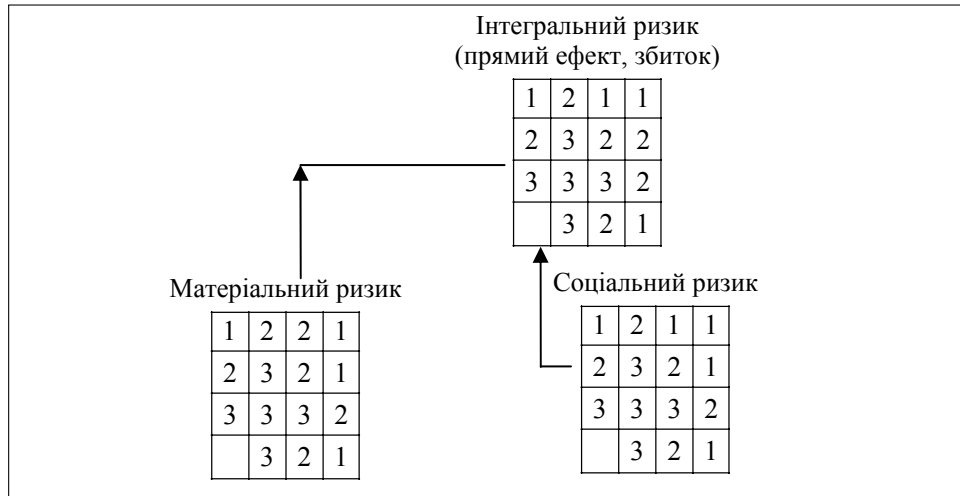 Інтегральний ризик
(прямий ефект, збиток)
1 2 1 1
2 3 2 2
3 3 3 2
3 2 1
Матеріальний ризик
1 2 2 1
2 3 2 1
3 3 3 2
3 2 1
Соціальний ризик
1 2 1 1
2 3 2 1
3 3 3 2
3 2 1